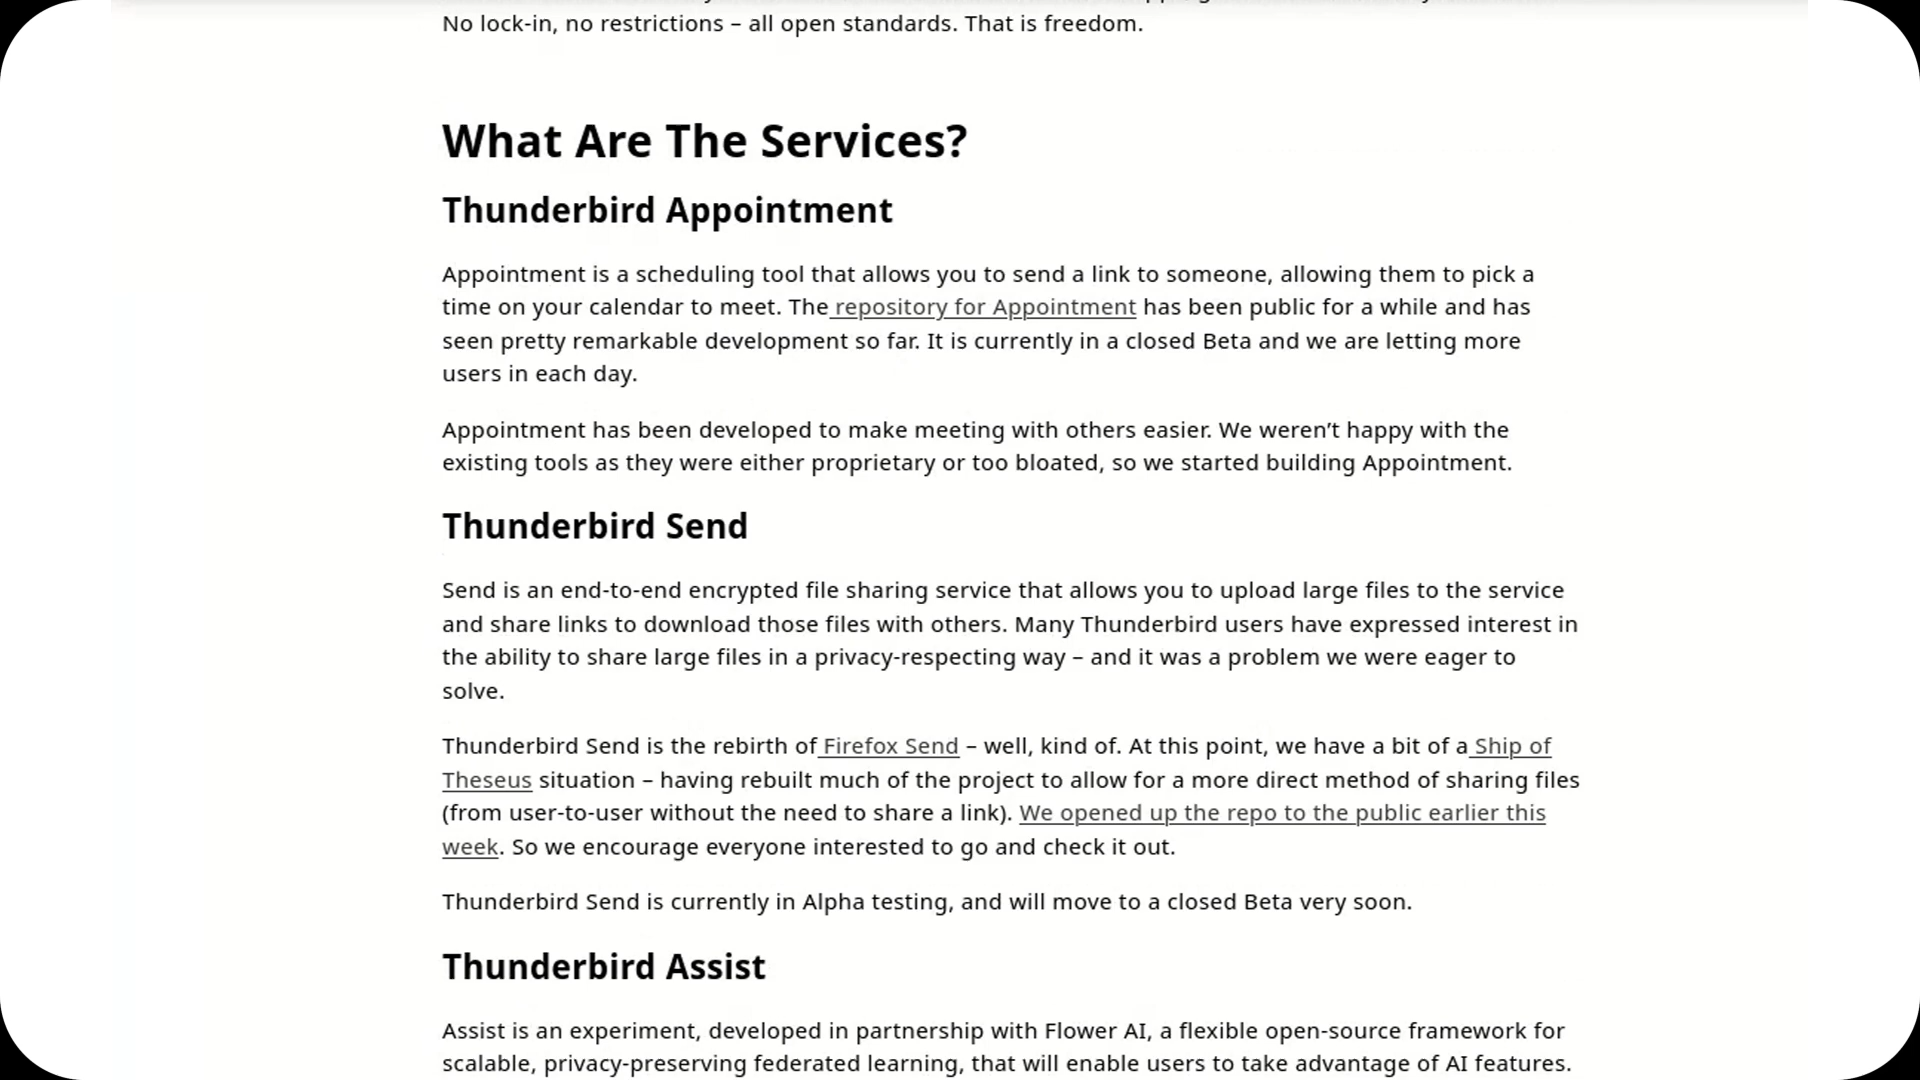 No lock-in, no restrictions – all open standards. That is freedom.
What Are The Services?
Thunderbird Appointment
Appointment is a scheduling tool that allows you to send a link to someone, allowing them to pick a
time on your calendar to meet. The repository for Appointment has been public for a while and has
seen pretty remarkable development so far. It is currently in a closed Beta and we are letting more
users in each day.
Appointment has been developed to make meeting with others easier. We weren’t happy with the
existing tools as they were either proprietary or too bloated, so we started building Appointment.
Thunderbird Send
Send is an end-to-end encrypted file sharing service that allows you to upload large files to the service
and share links to download those files with others. Many Thunderbird users have expressed interest in
the ability to share large files in a privacy-respecting way – and it was a problem we were eager to
solve.
Thunderbird Send is the rebirth of Firefox Send – well, kind of. At this point, we have a bit of a Ship of
Theseus situation – having rebuilt much of the project to allow for a more direct method of sharing files
(from user-to-user without the need to share a link). We opened up the repo to the public earlier this
week. So we encourage everyone interested to go and check it out.
Thunderbird Send is currently in Alpha testing, and will move to a closed Beta very soon.
Thunderbird Assist
Assist is an experiment, developed in partnership with Flower AI, a flexible open-source framework for
scalable, privacy-preserving federated learning, that will enable users to take advantage of AI features.